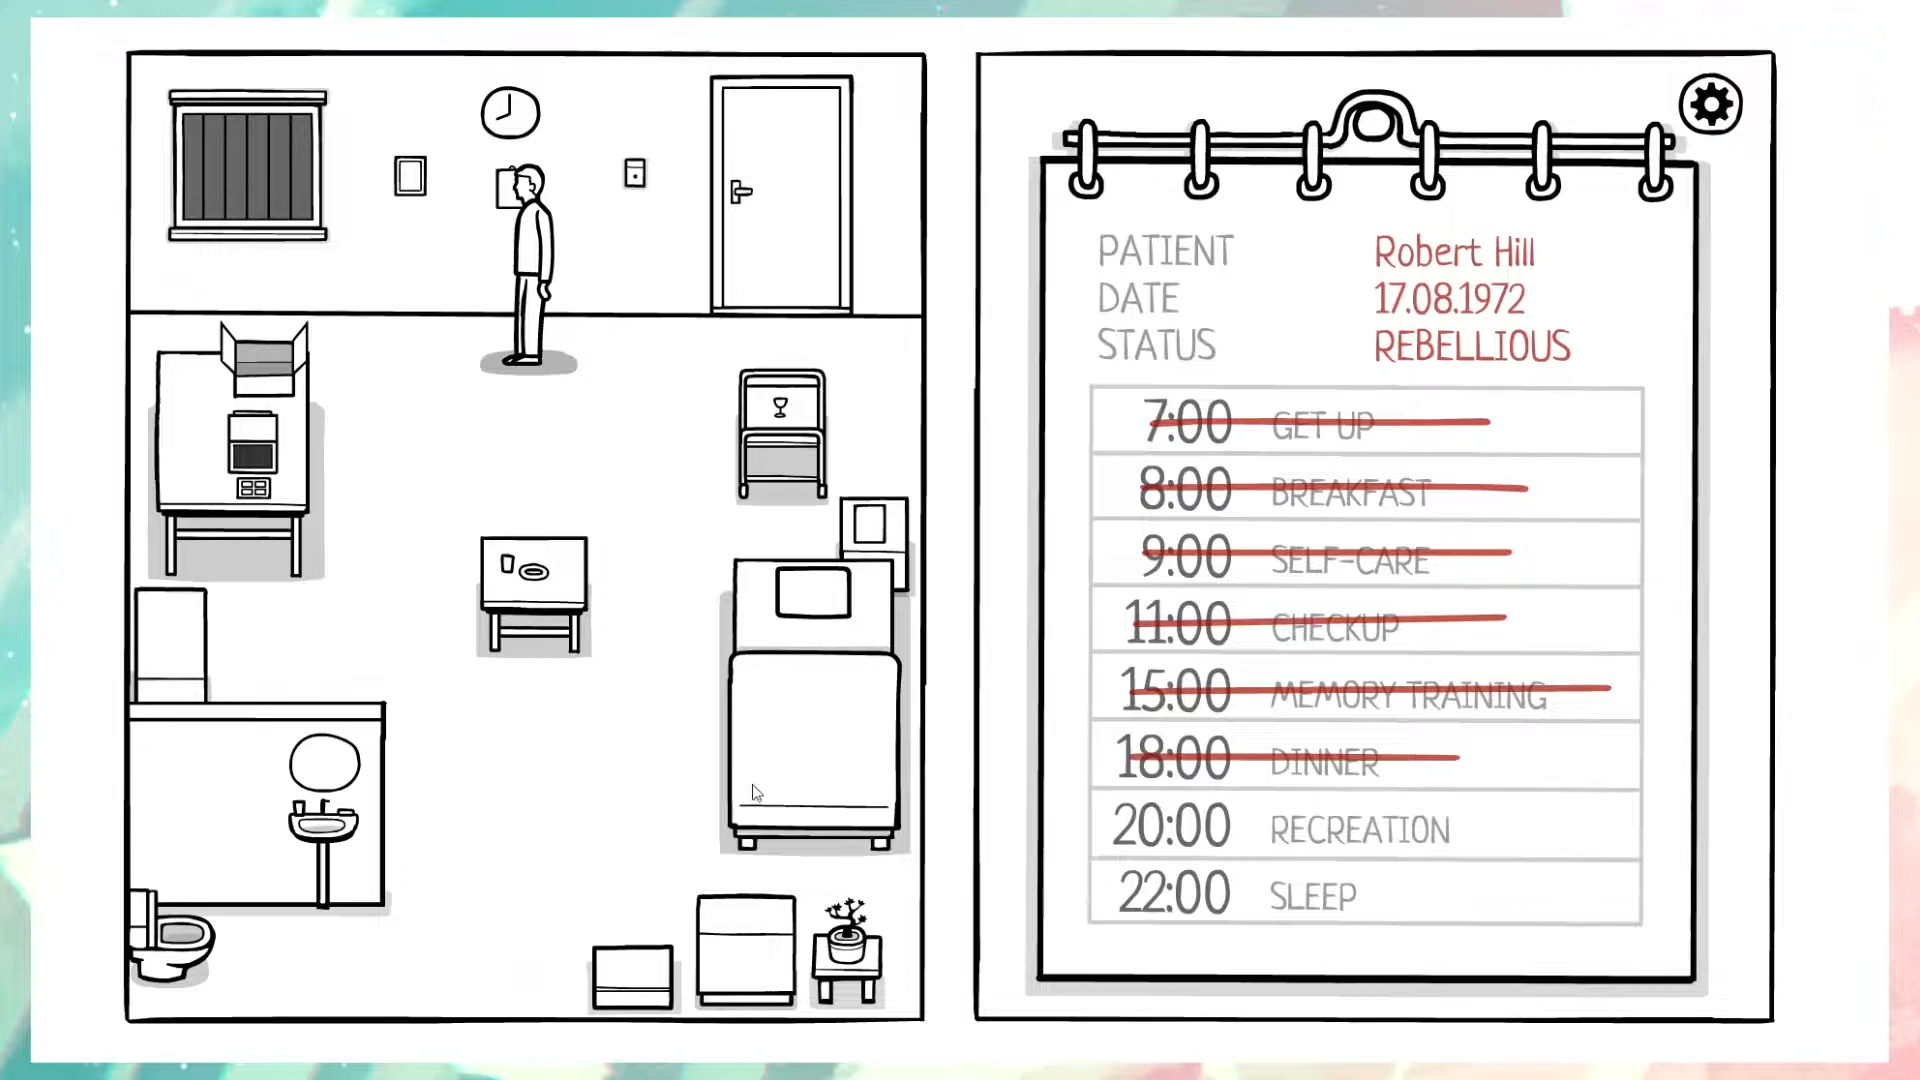 PATIENT Robert Hill
DATE 17.08.1972
STATUS REBELLIOUS
7:00 GET UP
8:00 BREAKFAST
9:00 SELF-CARE
11:00 CHECKUP
15:00 MEMORY TRAINING
18:00 DINNER
20:00 RECREATION
22:00 SLEEP